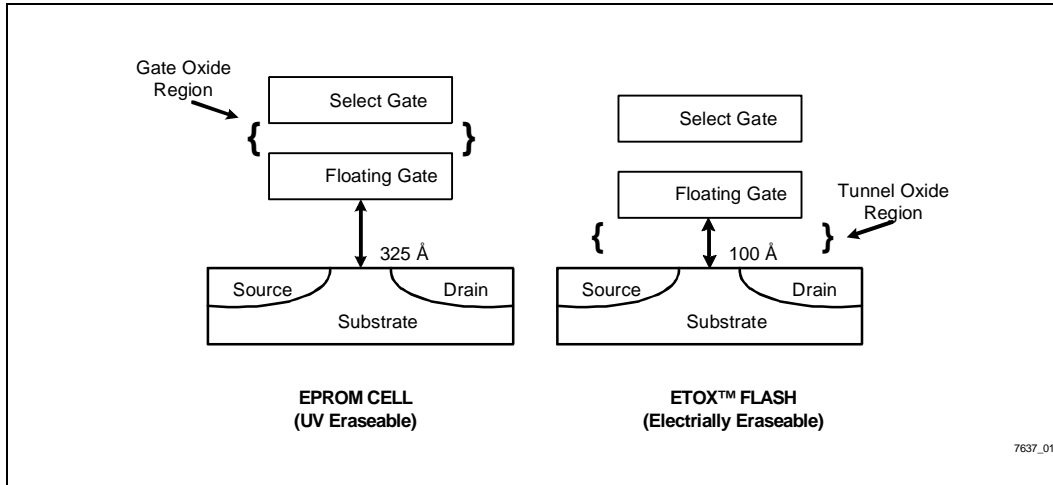 Gate Oxide
Region
{
Select Gate
}
Floating Gate
325 Å
Source
Drain
Substrate
EPROM CELL
(UV Eraseable)
Select Gate
Floating Gate
Tunnel Oxide
Region
{
}
100 Å
Source
Drain
Substrate
ETOX™ FLASH
(Electrially Eraseable)
7637_01